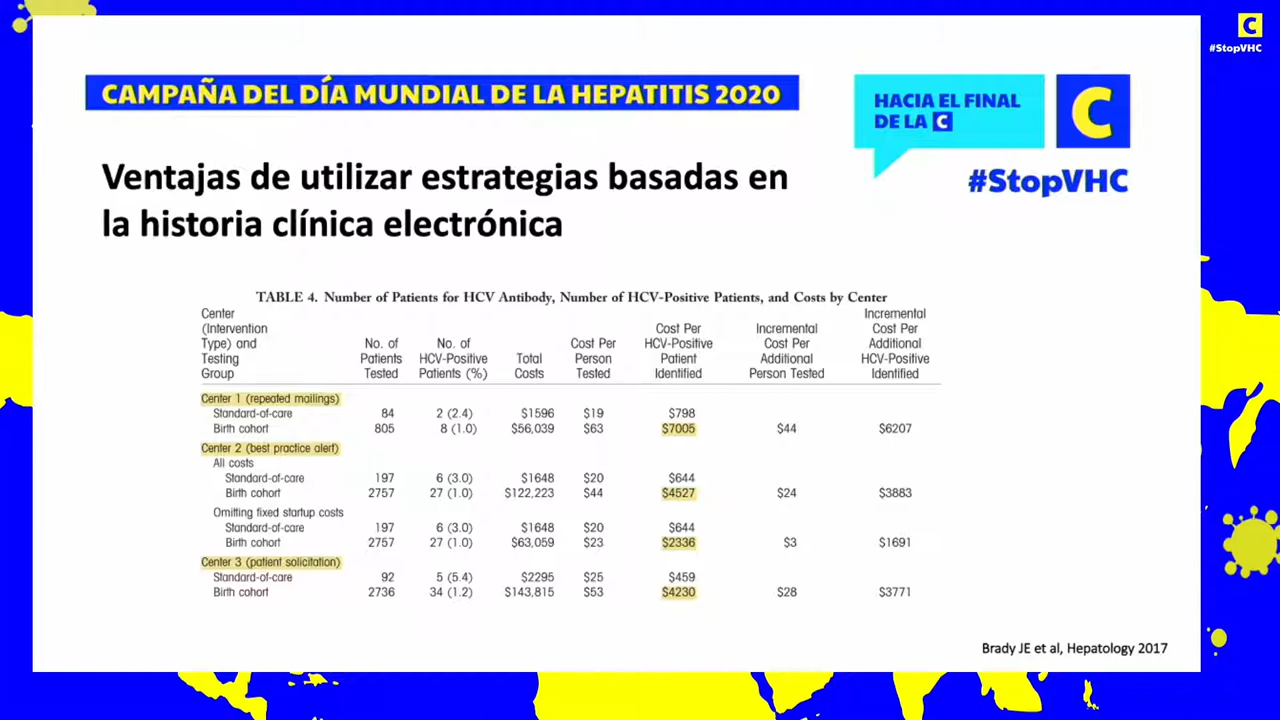 C
#StopVHC
CAMPAÑA DEL DÍA MUNDIAL DE LA HEPATITIS 2020
HACIA EL FINAL
DE LA C
C
#StopVHC
Ventajas de utilizar estrategias basadas en
la historia clínica electrónica
TABLE 4. Number of Patients for HCV Antibody, Number of HCV-Positive Patients, and Costs by Center
Center (Intervention Type) and Testing Group | No. of Patients Tested | No. of HCV-Positive Patients (%) | Total Costs | Cost Per Person Tested | Cost Per HCV-Positive Patient Identified | Incremental Cost Per Additional Person Tested | Incremental Cost Per Additional HCV-Positive Identified
Center 1 (repeated mailings)
Standard-of-care 84 2 (2.4) $1596 $19 $798
Birth cohort 805 8 (1.0) $56,039 $63 $7005 $44 $6207
Center 2 (best practice alert)
All costs
Standard-of-care 197 6 (3.0) $1648 $20 $644
Birth cohort 2757 27 (1.0) $122,223 $44 $4527 $24 $3883
Omitting fixed startup costs
Standard-of-care 197 6 (3.0) $1648 $20 $644
Birth cohort 2757 27 (1.0) $63,059 $23 $2336 $3 $1691
Center 3 (patient solicitation)
Standard-of-care 92 5 (5.4) $2295 $25 $459
Birth cohort 2736 34 (1.2) $143,815 $53 $4230 $28 $3771
Brady JE et al, Hepatology 2017